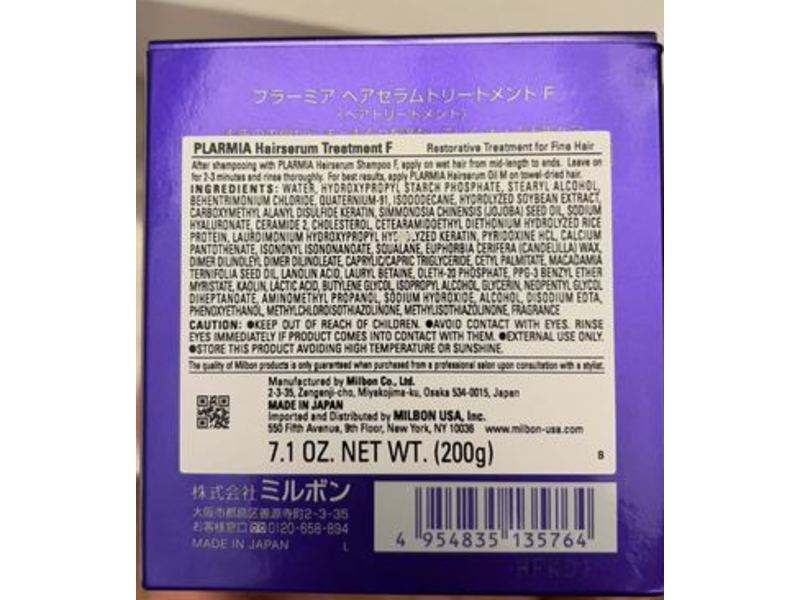 プラーミア ヘアセラムトリートメント F
〈ヘアトリートメント〉
PLARMIA Hairserum Treatment F Restorative Treatment for Fine Hair
After shampooing with PLARMIA Hairserum Shampoo F, apply on wet hair from mid-length to ends. Leave on
for 2-3 minutes and rinse thoroughly. For best results, apply PLARMIA Hairserum Oil M on towel-dried hair.
INGREDIENTS: WATER, HYDROXYPROPYL STARCH PHOSPHATE, STEARYL ALCOHOL,
BEHENTRIMONIUM CHLORIDE, QUATERNIUM-91, ISODODECANE, HYDROLYZED SOYBEAN EXTRACT,
CARBOXYMETHYL ALANYL DISULFIDE KERATIN, SIMMONDSIA CHINENSIS (JOJOBA) SEED OIL, SODIUM
HYALURONATE, CERAMIDE 2, CHOLESTEROL, CETEARAMIDOETHYL DIETHONIUM HYDROLYZED RICE
PROTEIN, LAURDIMONIUM HYDROXYPROPYL HYDROLYZED KERATIN, PYRIDOXINE HCL, CALCIUM
PANTOTHENATE, ISONONYL ISONONANOATE, SQUALANE, EUPHORBIA CERIFERA (CANDELILLA) WAX,
DIMER DILINOLEYL DIMER DILINOLEATE, CAPRYLIC/CAPRIC TRIGLYCERIDE, CETYL PALMITATE, MACADAMIA
TERNIFOLIA SEED OIL, LANOLIN ACID, LAURYL BETAINE, OLETH-20 PHOSPHATE, PPG-3 BENZYL ETHER
MYRISTATE, KAOLIN, LACTIC ACID, BUTYLENE GLYCOL, ISOPROPYL ALCOHOL, GLYCERIN, NEOPENTYL GLYCOL
DIHEPTANOATE, AMINOMETHYL PROPANOL, SODIUM HYDROXIDE, ALCOHOL, DISODIUM EDTA,
PHENOXYETHANOL, METHYLCHLOROISOTHIAZOLINONE, METHYLISOTHIAZOLINONE, FRAGRANCE
CAUTION: ●KEEP OUT OF REACH OF CHILDREN. ●AVOID CONTACT WITH EYES. RINSE
EYES IMMEDIATELY IF PRODUCT COMES INTO CONTACT WITH THEM. ●EXTERNAL USE ONLY.
●STORE THIS PRODUCT AVOIDING HIGH TEMPERATURE OR SUNSHINE.
The quality of Milbon products is only guaranteed when purchased from a professional salon upon consultation with a stylist.
Manufactured by Milbon Co., Ltd.
2-3-35, Zengenji-cho, Miyakojima-ku, Osaka 534-0015, Japan
MADE IN JAPAN
Imported and Distributed by MILBON USA, Inc.
550 Fifth Avenue, 9th Floor, New York, NY 10036 www.milbon-usa.com
7.1 OZ. NET WT. (200g) B
株式会社 ミルボン
大阪市都島区善源寺町2-3-35
お客様窓口 0120-658-894
MADE IN JAPAN L
4 954835 135764